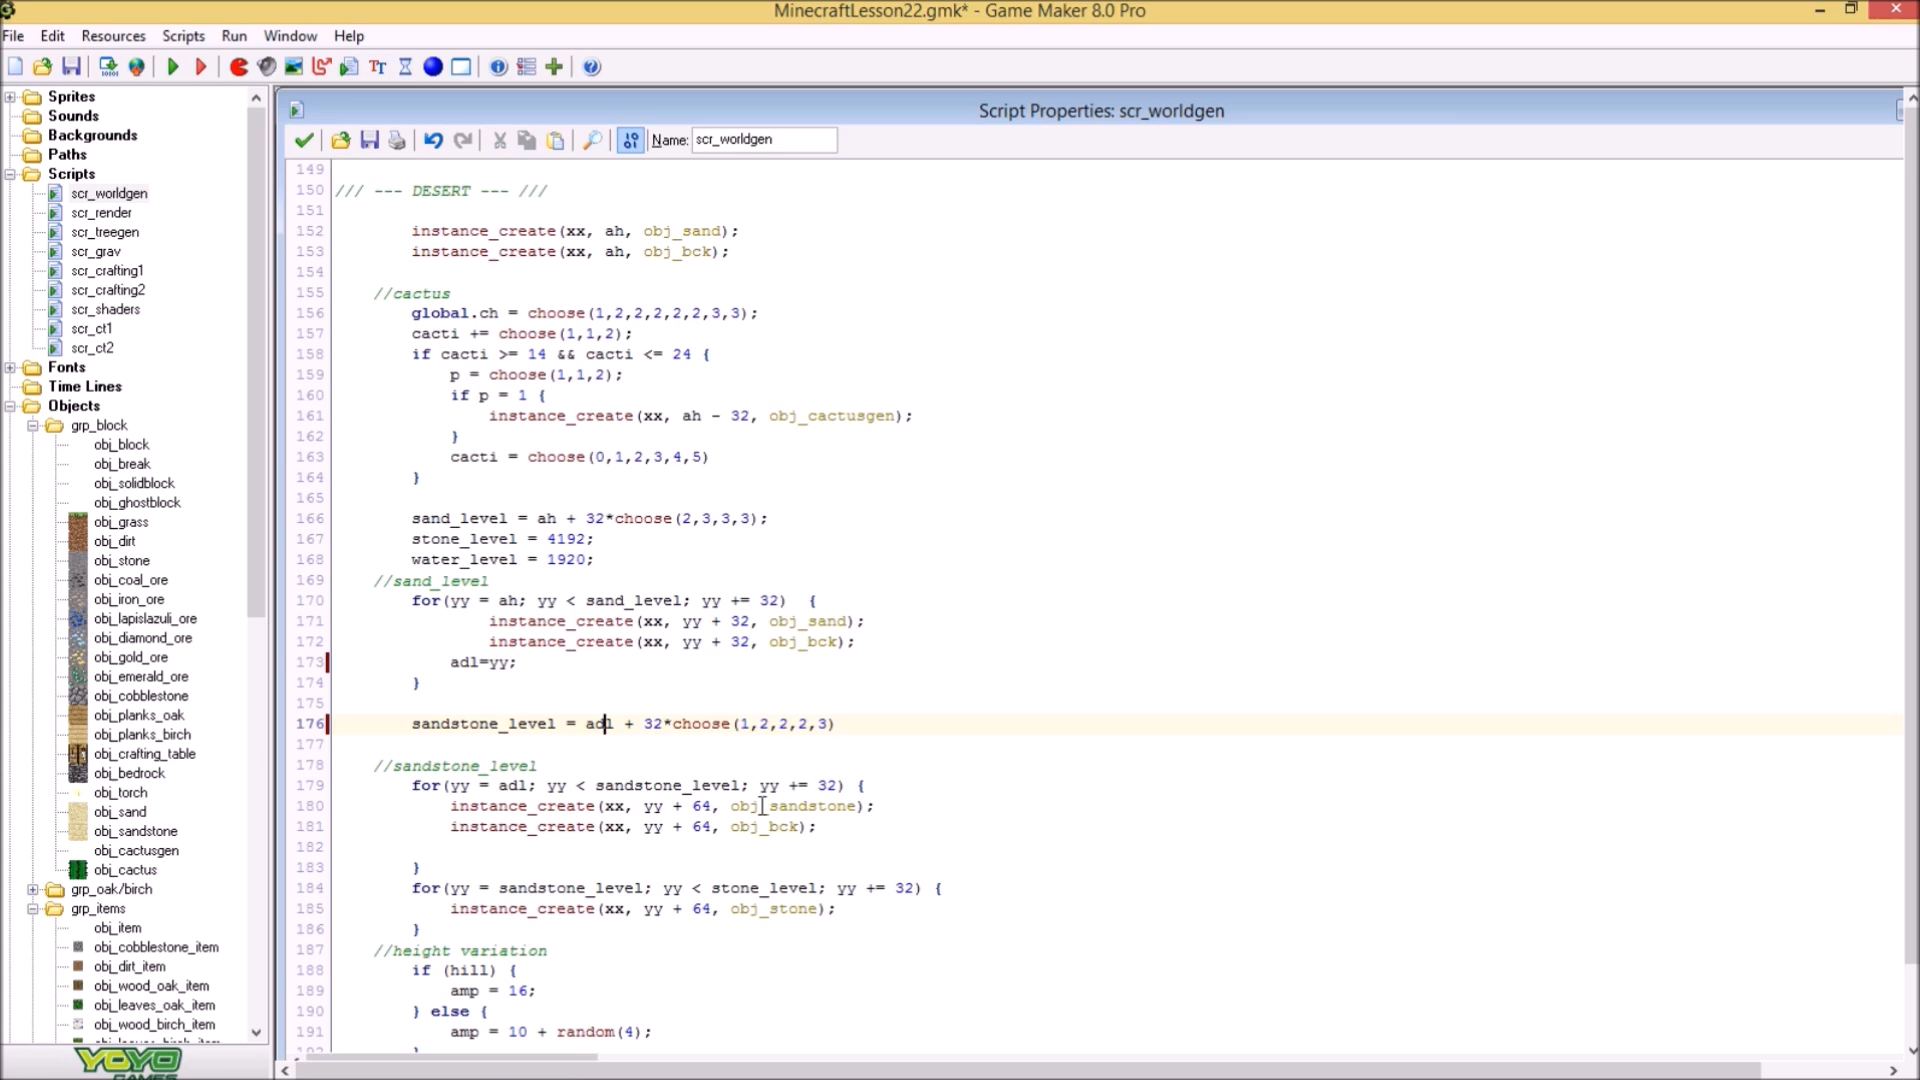 MinecraftLesson22.gmk* - Game Maker 8.0 Pro
File Edit Resources Scripts Run Window Help
Sprites
Sounds
Backgrounds
Paths
Scripts
scr_worldgen
scr_render
scr_treegen
scr_grav
scr_crafting1
scr_crafting2
scr_shaders
scr_ct1
scr_ct2
Fonts
Time Lines
Objects
grp_block
obj_block
obj_break
obj_solidblock
obj_ghostblock
obj_grass
obj_dirt
obj_stone
obj_coal_ore
obj_iron_ore
obj_lapislazuli_ore
obj_diamond_ore
obj_gold_ore
obj_emerald_ore
obj_cobblestone
obj_planks_oak
obj_planks_birch
obj_crafting_table
obj_bedrock
obj_torch
obj_sand
obj_sandstone
obj_cactusgen
obj_cactus
grp_oak/birch
grp_items
obj_item
obj_cobblestone_item
obj_dirt_item
obj_wood_oak_item
obj_leaves_oak_item
obj_wood_birch_item
YOYO
GAMES
Script Properties: scr_worldgen
Name: scr_worldgen
149
150 /// --- DESERT --- ///
151
152 instance_create(xx, ah, obj_sand);
153 instance_create(xx, ah, obj_bck);
154
155 //cactus
156 global.ch = choose(1,2,2,2,2,2,3,3);
157 cacti += choose(1,1,2);
158 if cacti >= 14 && cacti <= 24 {
159 p = choose(1,1,2);
160 if p = 1 {
161 instance_create(xx, ah - 32, obj_cactusgen);
162 }
163 cacti = choose(0,1,2,3,4,5)
164 }
165
166 sand_level = ah + 32*choose(2,3,3,3);
167 stone_level = 4192;
168 water_level = 1920;
169 //sand_level
170 for(yy = ah; yy < sand_level; yy += 32) {
171 instance_create(xx, yy + 32, obj_sand);
172 instance_create(xx, yy + 32, obj_bck);
173 adl=yy;
174 }
175
176 sandstone_level = adl + 32*choose(1,2,2,2,3)
177
178 //sandstone_level
179 for(yy = adl; yy < sandstone_level; yy += 32) {
180 instance_create(xx, yy + 64, obj_sandstone);
181 instance_create(xx, yy + 64, obj_bck);
182
183 }
184 for(yy = sandstone_level; yy < stone_level; yy += 32) {
185 instance_create(xx, yy + 64, obj_stone);
186 }
187 //height variation
188 if (hill) {
189 amp = 16;
190 } else {
191 amp = 10 + random(4);